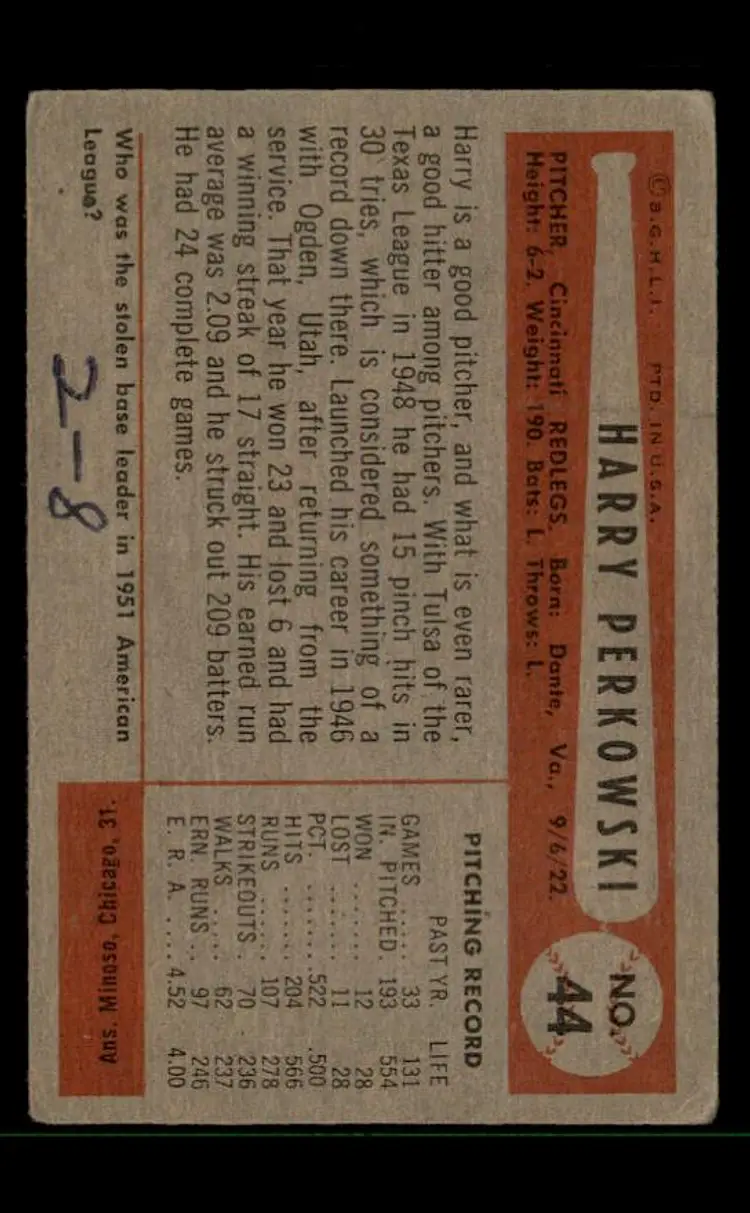 © B.G.H.L.I. PTD. IN U.S.A.
HARRY PERKOWSKI
NO. 44
PITCHER, Cincinnati REDLEGS. Born: Dante, Va., 9/6/22.
Height: 6-2. Weight: 190. Bats: L. Throws: L.
Harry is a good pitcher, and what is even rarer,
a good hitter among pitchers. With Tulsa of the
Texas League in 1948 he had 15 pinch hits in
30 tries, which is considered something of a
record down there. Launched his career in 1946
with Ogden, Utah, after returning from the
service. That year he won 23 and lost 6 and had
a winning streak of 17 straight. His earned run
average was 2.09 and he struck out 209 batters.
He had 24 complete games.
PITCHING RECORD
PAST YR. LIFE
GAMES ..... 33 131
IN. PITCHED. 193 554
WON ....... 12 28
LOST ...... 11 28
PCT. ....... .522 .500
HITS ....... 204 566
RUNS ...... 107 278
STRIKEOUTS . 70 236
WALKS ..... 62 237
ERN. RUNS .. 97 246
E. R. A. .... 4.52 4.00
Who was the stolen base leader in 1951 American
League?
2-8
Ans. Minoso, Chicago, 31.